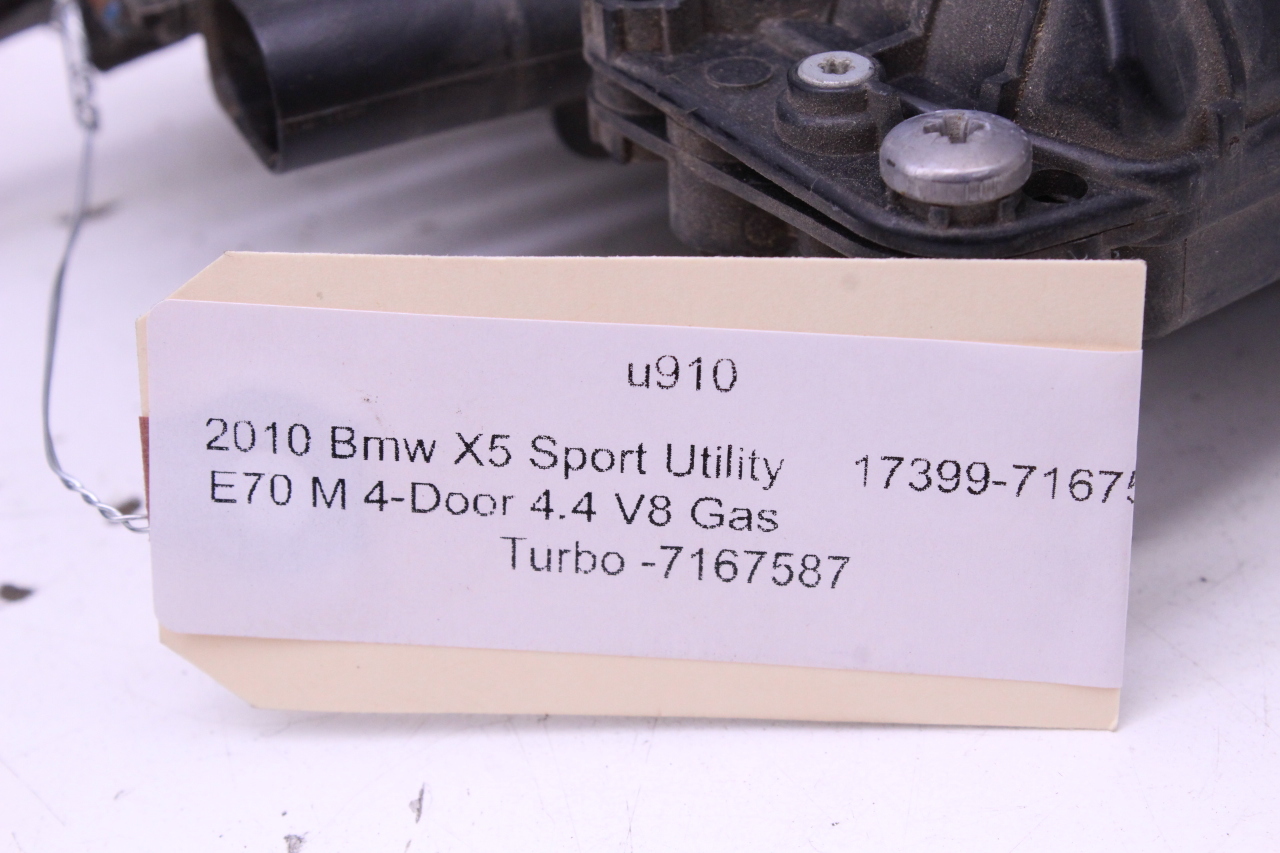 u910
2010 Bmw X5 Sport Utility 17399-71675
E70 M 4-Door 4.4 V8 Gas
Turbo -7167587